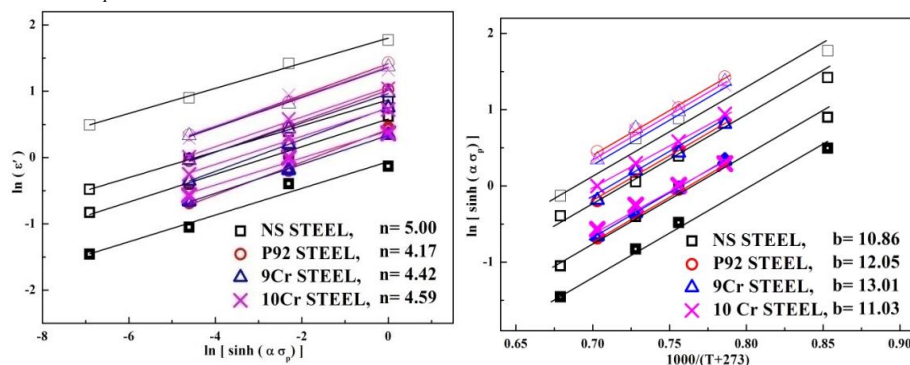 2
1
0
-1
-2
-8
-6
-4
-2
0
ln ( ε' )
ln [ sinh ( α σp ) ]
NS STEEL, n= 5.00
P92 STEEL, n= 4.17
9Cr STEEL, n= 4.42
10Cr STEEL, n= 4.59
2
1
0
-1
0.65
0.70
0.75
0.80
0.85
0.90
ln [ sinh ( α σp ) ]
1000/(T+273)
NS STEEL, b= 10.86
P92 STEEL, b= 12.05
9Cr STEEL, b= 13.01
10 Cr STEEL, b= 11.03